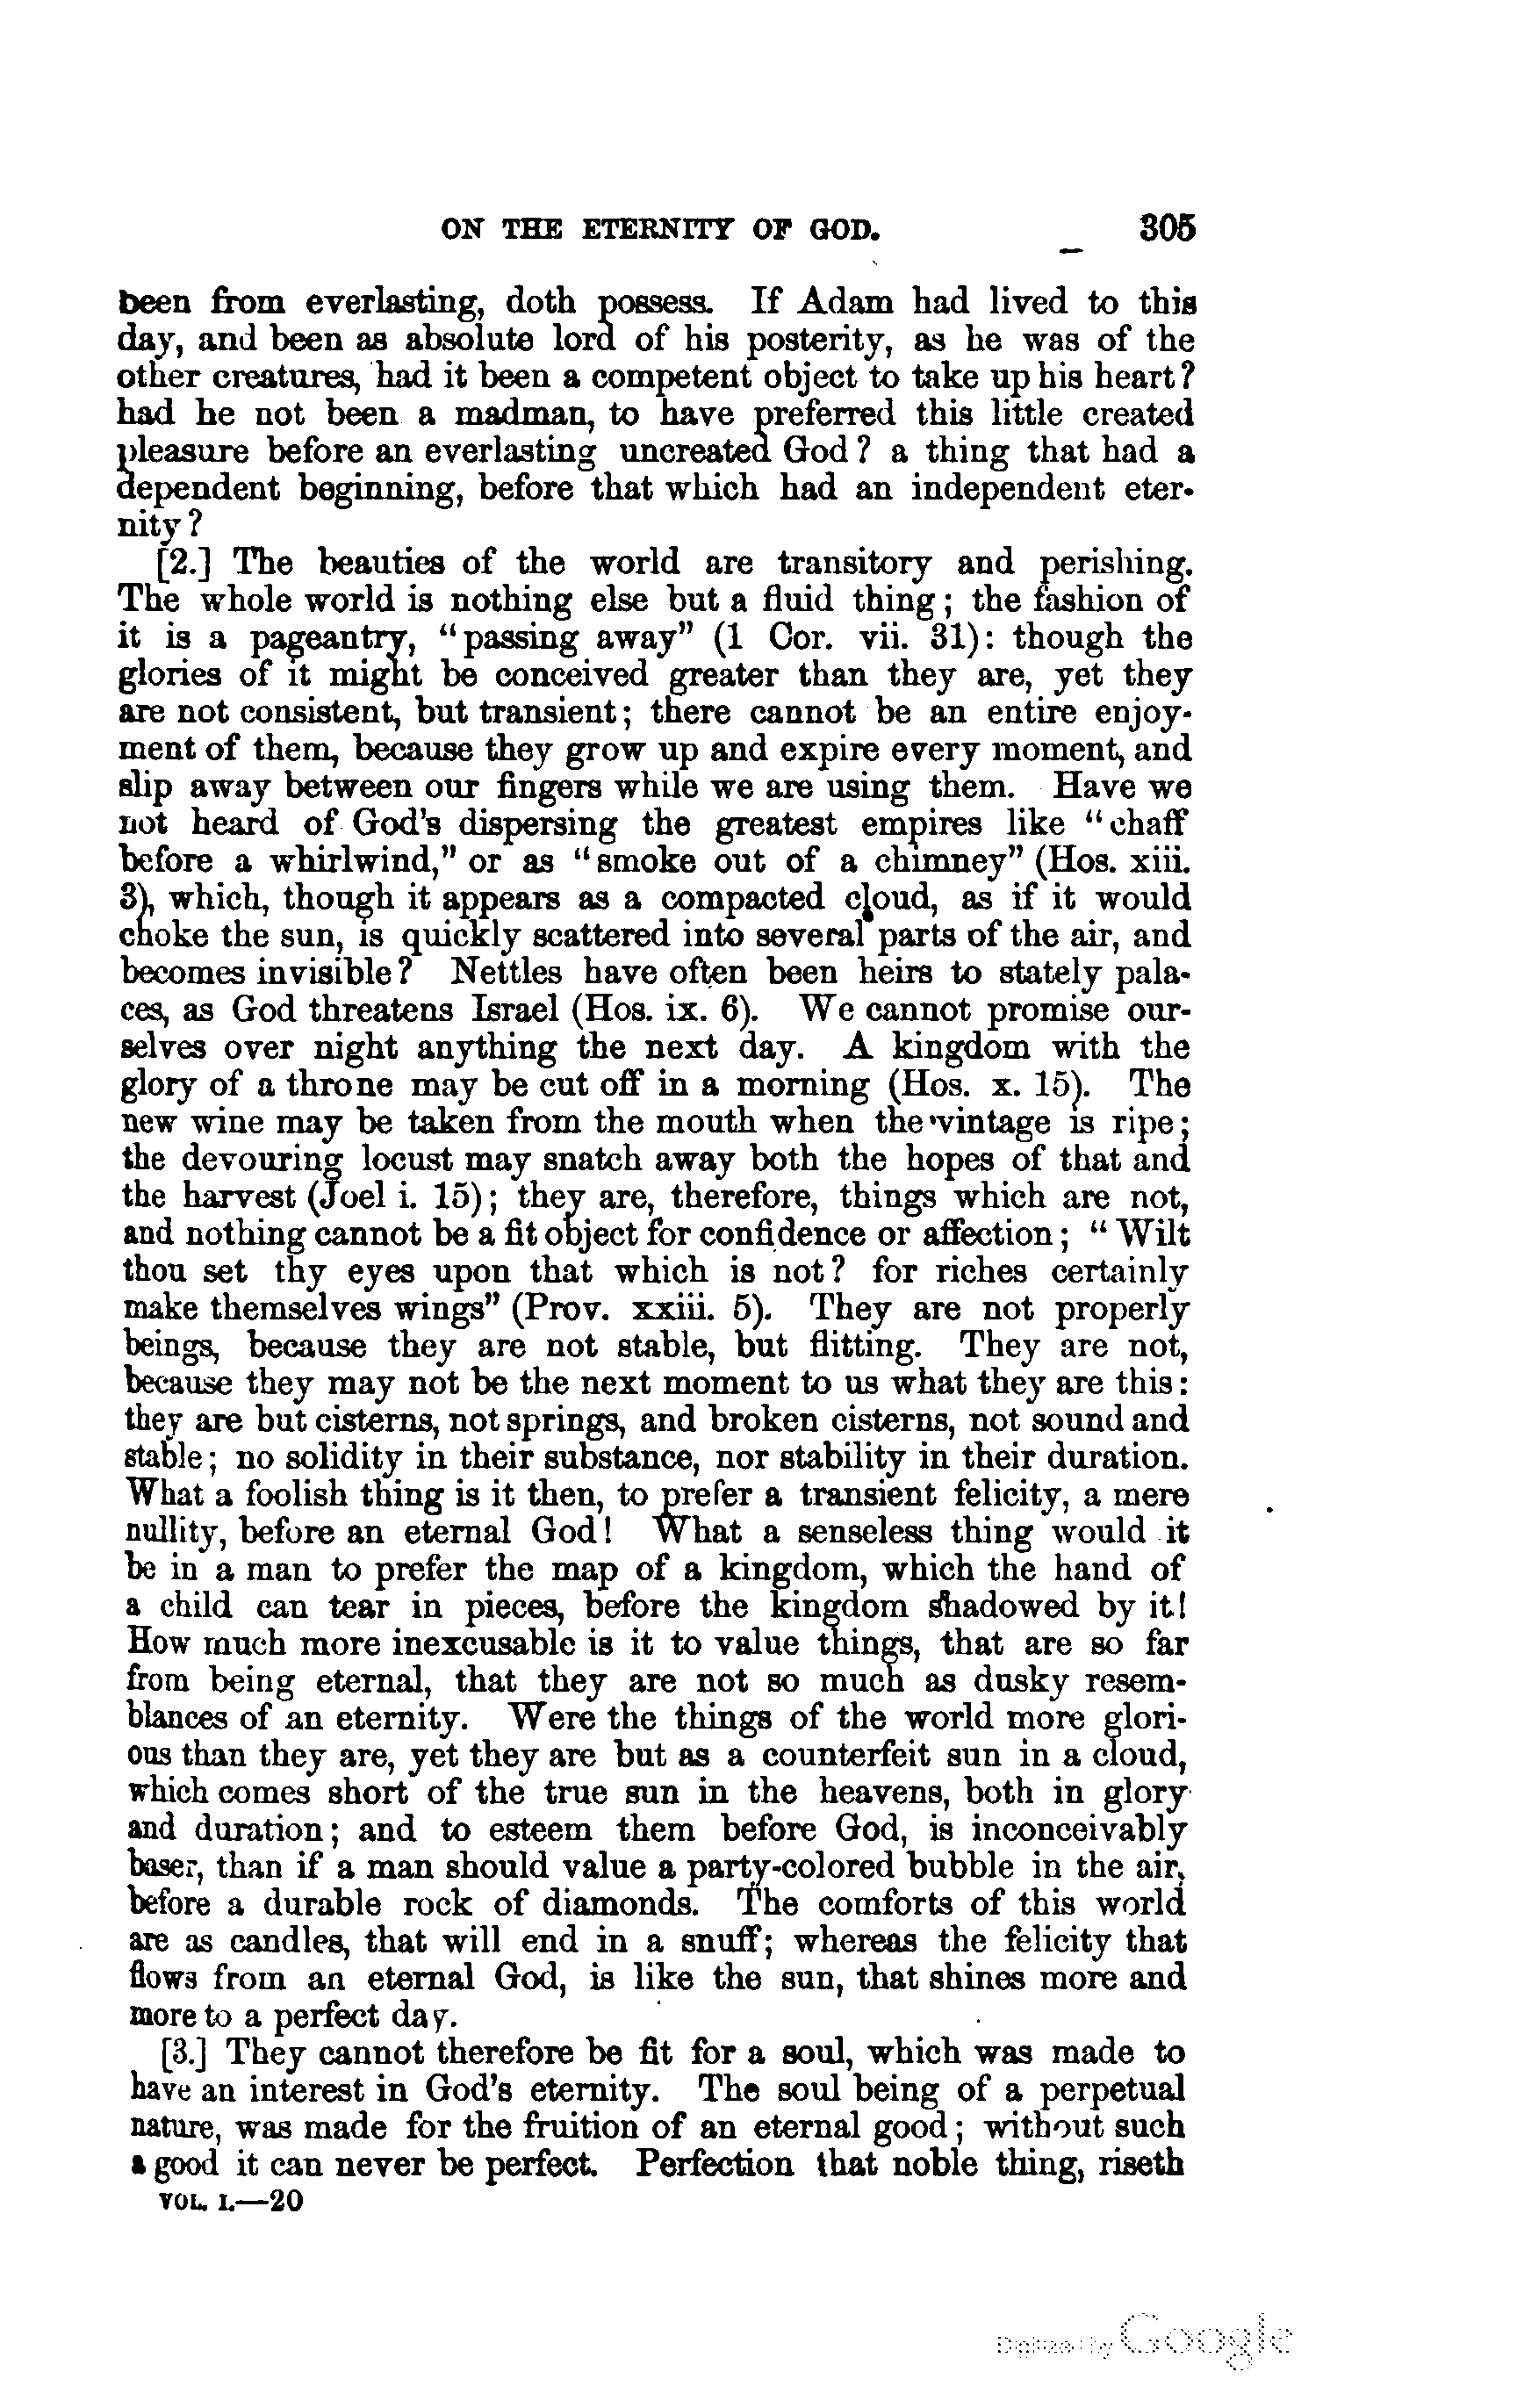 ON THE ETERNITY OF GOD. 305
been from everlasting, doth possess. If Adam had lived to this
day, and been as absolute lord of his posterity, as he was of the
other creatures, had it been a competent object to take up his heart?
had he not been a madman, to have preferred this little created
pleasure before an everlasting uncreated God? a thing that had a
dependent beginning, before that which had an independent eter-
nity?
[2.] The beauties of the world are transitory and perishing.
The whole world is nothing else but a fluid thing; the fashion of
it is a pageantry, "passing away" (1 Cor. vii. 31): though the
glories of it might be conceived greater than they are, yet they
are not consistent, but transient; there cannot be an entire enjoy-
ment of them, because they grow up and expire every moment, and
slip away between our fingers while we are using them. Have we
not heard of God's dispersing the greatest empires like "chaff
before a whirlwind," or as "smoke out of a chimney" (Hos. xiii.
3), which, though it appears as a compacted cloud, as if it would
choke the sun, is quickly scattered into several parts of the air, and
becomes invisible? Nettles have often been heirs to stately pala-
ces, as God threatens Israel (Hos. ix. 6). We cannot promise our-
selves over night anything the next day. A kingdom with the
glory of a throne may be cut off in a morning (Hos. x. 15). The
new wine may be taken from the mouth when the vintage is ripe;
the devouring locust may snatch away both the hopes of that and
the harvest (Joel i. 15); they are, therefore, things which are not,
and nothing cannot be a fit object for confidence or affection; "Wilt
thou set thy eyes upon that which is not? for riches certainly
make themselves wings" (Prov. xxiii. 5). They are not properly
beings, because they are not stable, but flitting. They are not,
because they may not be the next moment to us what they are this:
they are but cisterns, not springs, and broken cisterns, not sound and
stable; no solidity in their substance, nor stability in their duration.
What a foolish thing is it then, to prefer a transient felicity, a mere
nullity, before an eternal God! What a senseless thing would it
be in a man to prefer the map of a kingdom, which the hand of
a child can tear in pieces, before the kingdom shadowed by it!
How much more inexcusable is it to value things, that are so far
from being eternal, that they are not so much as dusky resem-
blances of an eternity. Were the things of the world more glori-
ous than they are, yet they are but as a counterfeit sun in a cloud,
which comes short of the true sun in the heavens, both in glory
and duration; and to esteem them before God, is inconceivably
baser, than if a man should value a party-colored bubble in the air,
before a durable rock of diamonds. The comforts of this world
are as candles, that will end in a snuff; whereas the felicity that
flows from an eternal God, is like the sun, that shines more and
more to a perfect day.
[3.] They cannot therefore be fit for a soul, which was made to
have an interest in God's eternity. The soul being of a perpetual
nature, was made for the fruition of an eternal good; without such
a good it can never be perfect. Perfection that noble thing, riseth
VOL. I.—20
Digitized by Google